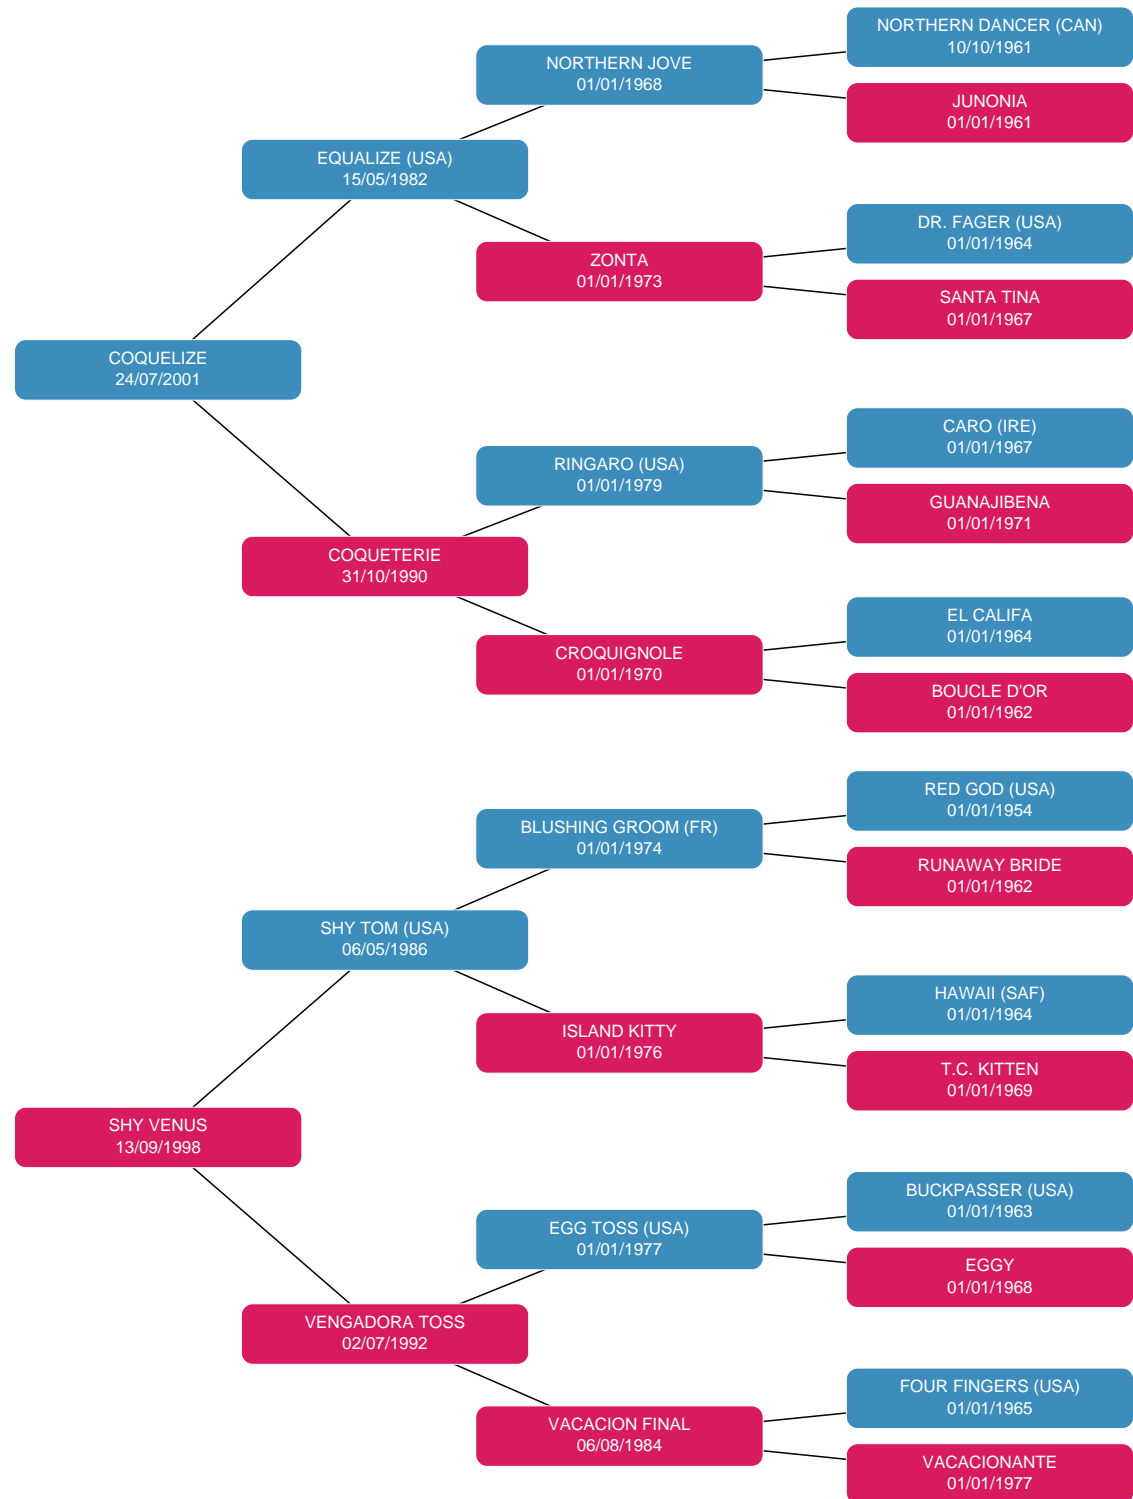 NORTHERN DANCER (CAN)
10/10/1961
NORTHERN JOVE
01/01/1968
JUNONIA
01/01/1961
EQUALIZE (USA)
15/05/1982
DR. FAGER (USA)
01/01/1964
ZONTA
01/01/1973
SANTA TINA
01/01/1967
COQUELIZE
24/07/2001
CARO (IRE)
01/01/1967
RINGARO (USA)
01/01/1979
GUANAJIBENA
01/01/1971
COQUETERIE
31/10/1990
EL CALIFA
01/01/1964
CROQUIGNOLE
01/01/1970
BOUCLE D'OR
01/01/1962
RED GOD (USA)
01/01/1954
BLUSHING GROOM (FR)
01/01/1974
RUNAWAY BRIDE
01/01/1962
SHY TOM (USA)
06/05/1986
HAWAII (SAF)
01/01/1964
ISLAND KITTY
01/01/1976
T.C. KITTEN
01/01/1969
SHY VENUS
13/09/1998
BUCKPASSER (USA)
01/01/1963
EGG TOSS (USA)
01/01/1977
EGGY
01/01/1968
VENGADORA TOSS
02/07/1992
FOUR FINGERS (USA)
01/01/1965
VACACION FINAL
06/08/1984
VACACIONANTE
01/01/1977